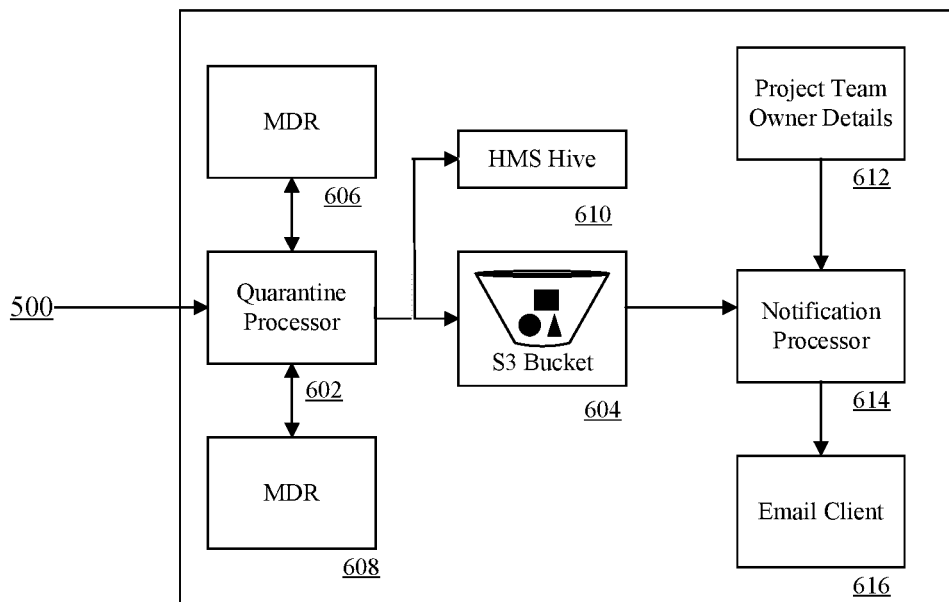 MDR
606
500
Quarantine
Processor
602
MDR
608
HMS Hive
610
S3 Bucket
604
Project Team
Owner Details
612
Notification
Processor
614
Email Client
616